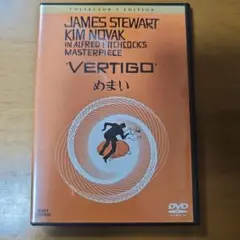 COLLECTOR'S EDITION
JAMES STEWART
KIM NOVAK
IN ALFRED HITCHCOCK'S
MASTERPIECE
'VERTIGO'
めまい
DVD